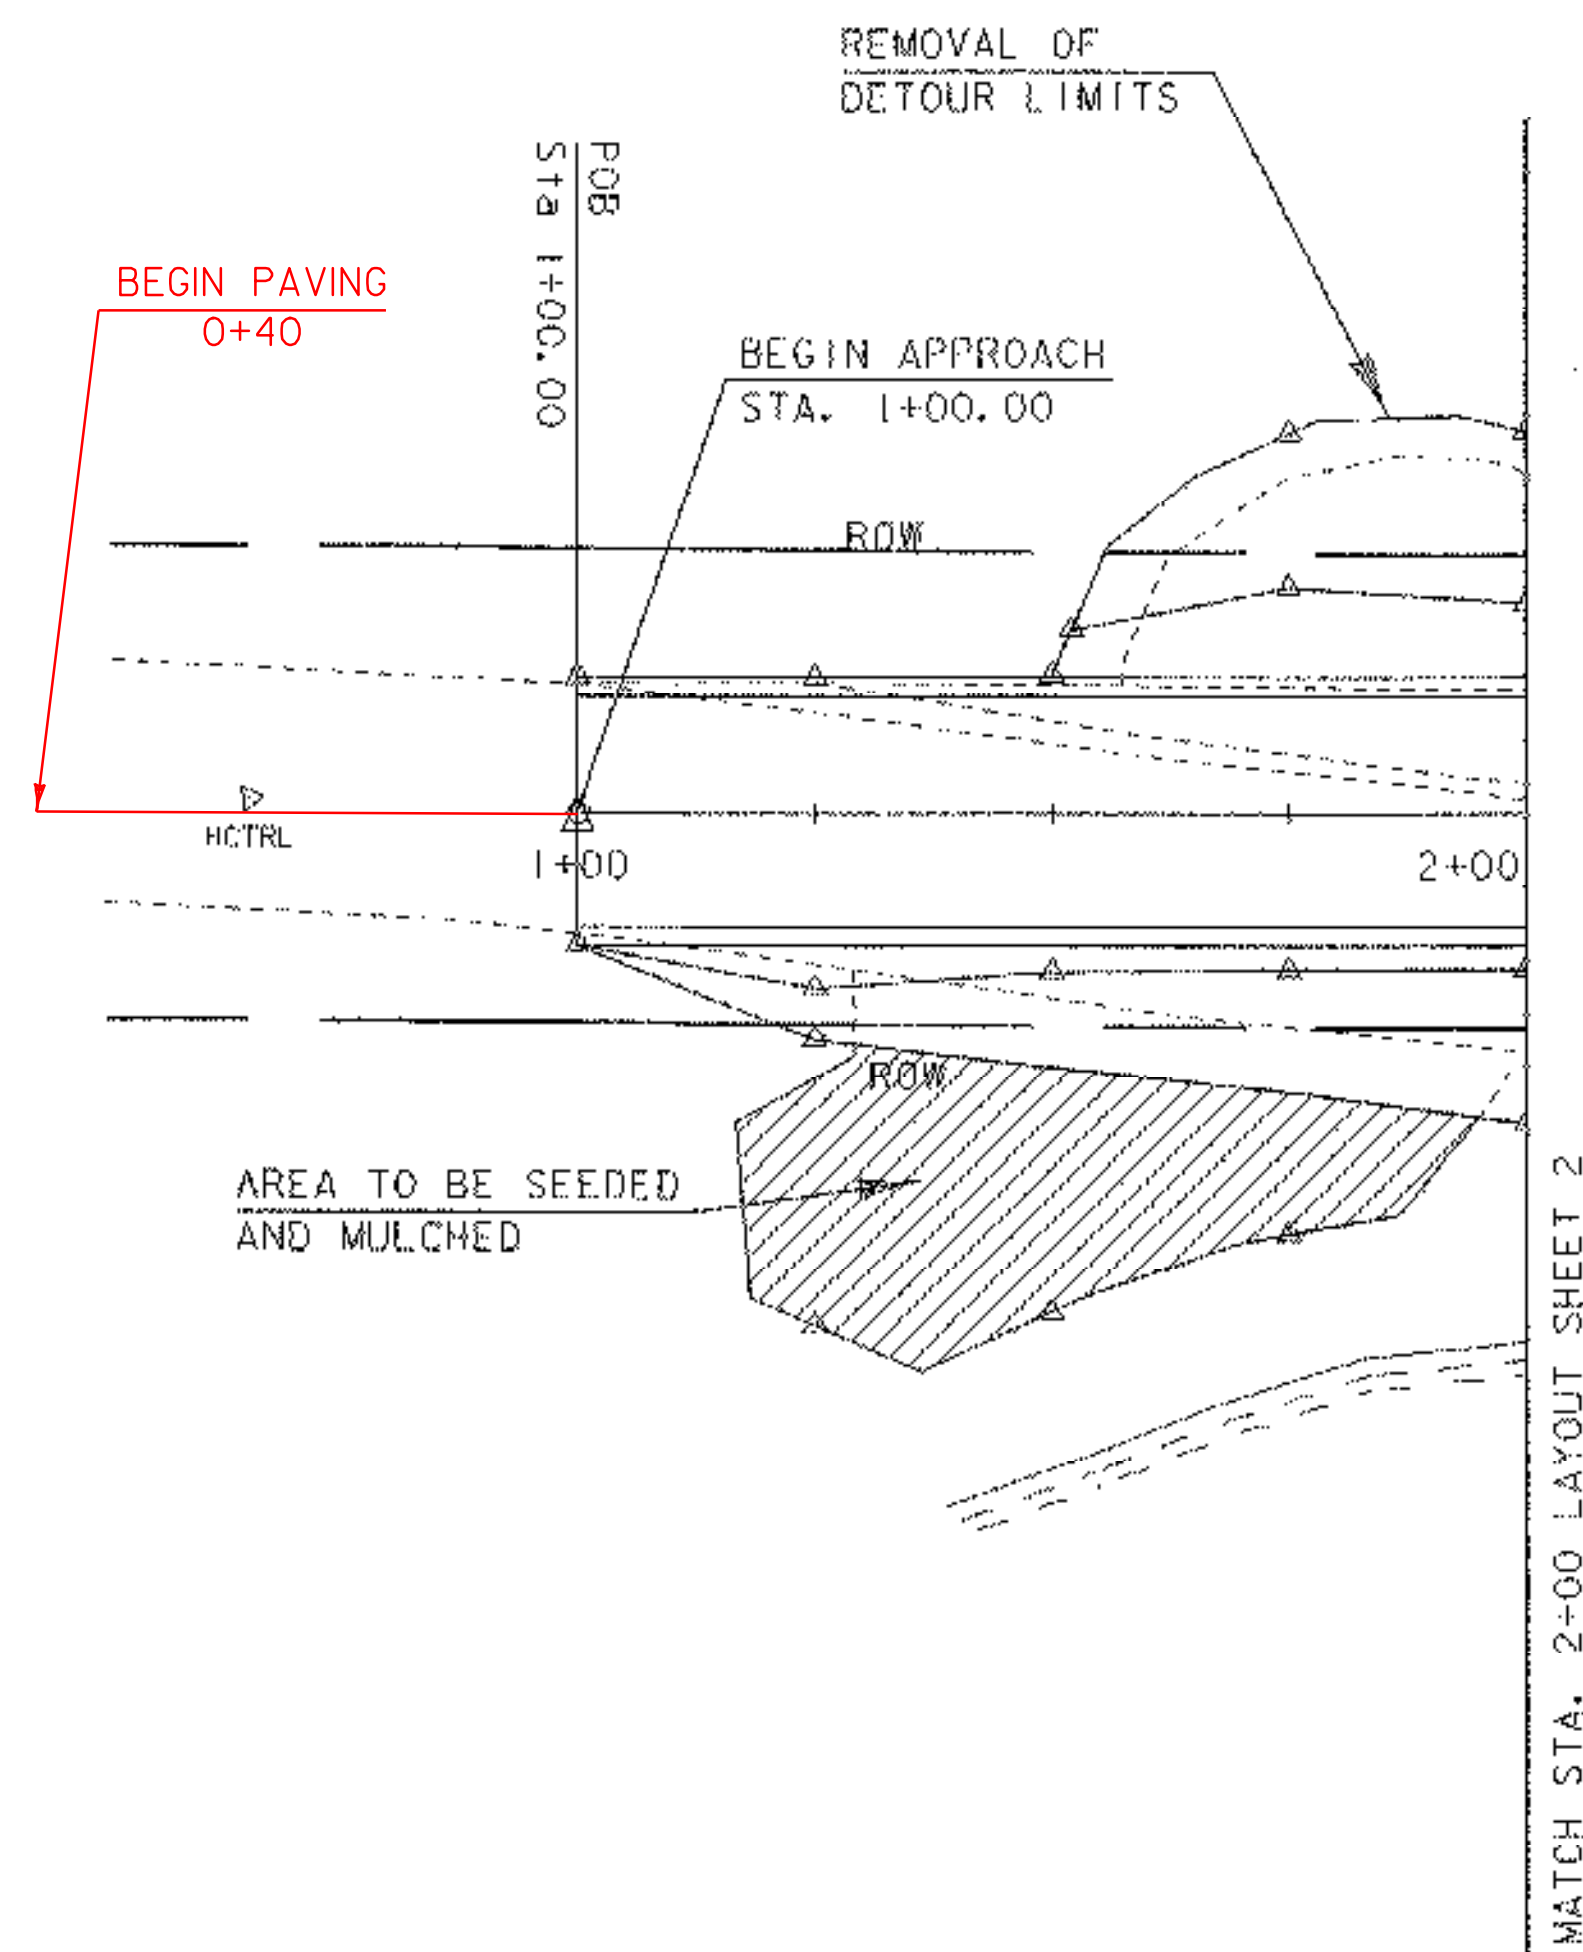 REMOVAL OF
DETOUR LIMITS
POB
Sta 1+00.00
BEGIN PAVING
0+40
BEGIN APPROACH
STA. 1+00.00
ROW
HCTRL
1+00
2+00
ROW
AREA TO BE SEEDED
AND MULCHED
MATCH STA. 2+00 LAYOUT SHEET 2